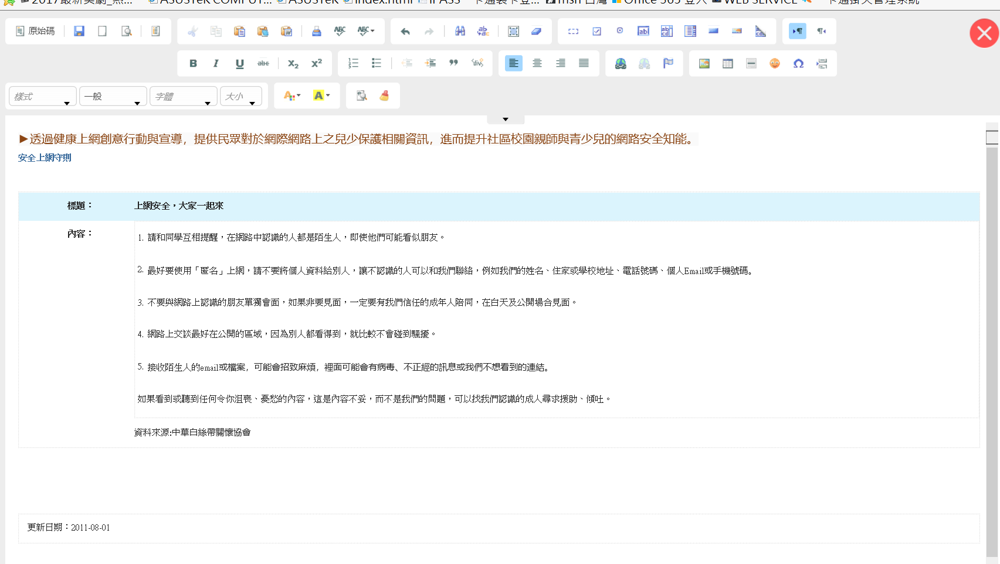 ASUSTeK COMPUT... ASUSTeK index.html iPASS 卡通製卡登... msn 台灣 Office 365 登入 WEB SERVICE 卡通掛失管理系統
原始碼
樣式 一般 字體 大小
►透過健康上網創意行動與宣導，提供民眾對於網際網路上之兒少保護相關資訊，進而提升社區校園親師與青少兒的網路安全知能。
安全上網守則
標題： 上網安全，大家一起來
內容：
1. 請和同學互相提醒，在網路中認識的人都是陌生人，即使他們可能看似朋友。
2. 最好要使用「匿名」上網，請不要將個人資料給別人，讓不認識的人可以和我們聯絡，例如我們的姓名、住家或學校地址、電話號碼、個人Email或手機號碼。
3. 不要與網路上認識的朋友單獨會面，如果非要見面，一定要有我們信任的成年人陪同，在白天及公開場合見面。
4. 網路上交談最好在公開的區域，因為別人都看得到，就比較不會碰到騷擾。
5. 接收陌生人的email或檔案，可能會招致麻煩，裡面可能會有病毒、不正經的訊息或我們不想看到的連結。
如果看到或聽到任何令你沮喪、憂愁的內容，這是內容不妥，而不是我們的問題，可以找我們認識的成人尋求援助、傾吐。
資料來源:中華白絲帶關懷協會
更新日期：2011-08-01